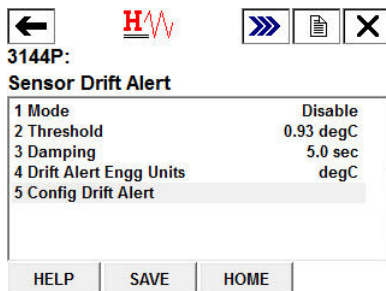 H
3144P:
Sensor Drift Alert
1 Mode Disable
2 Threshold 0.93 degC
3 Damping 5.0 sec
4 Drift Alert Engg Units degC
5 Config Drift Alert
HELP SAVE HOME